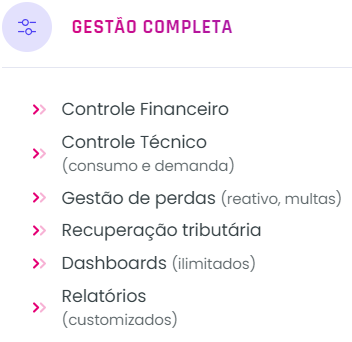 GESTÃO COMPLETA
Controle Financeiro
Controle Técnico
(consumo e demanda)
Gestão de perdas (reativo, multas)
Recuperação tributária
Dashboards (ilimitados)
Relatórios
(customizados)